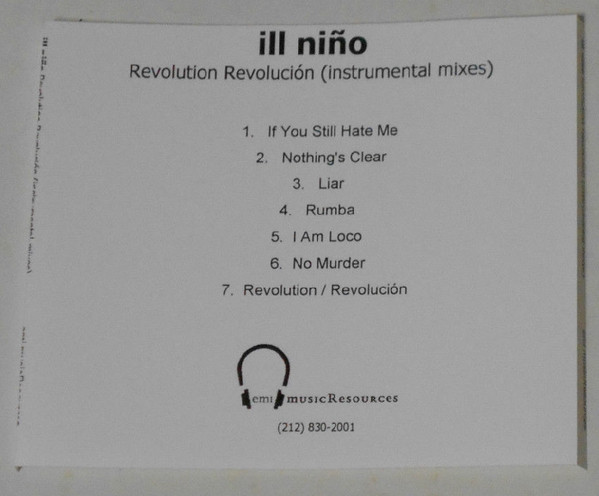 ill niño
Revolution Revolución (instrumental mixes)
1. If You Still Hate Me
2. Nothing's Clear
3. Liar
4. Rumba
5. I Am Loco
6. No Murder
7. Revolution / Revolución
emi musicResources
(212) 830-2001